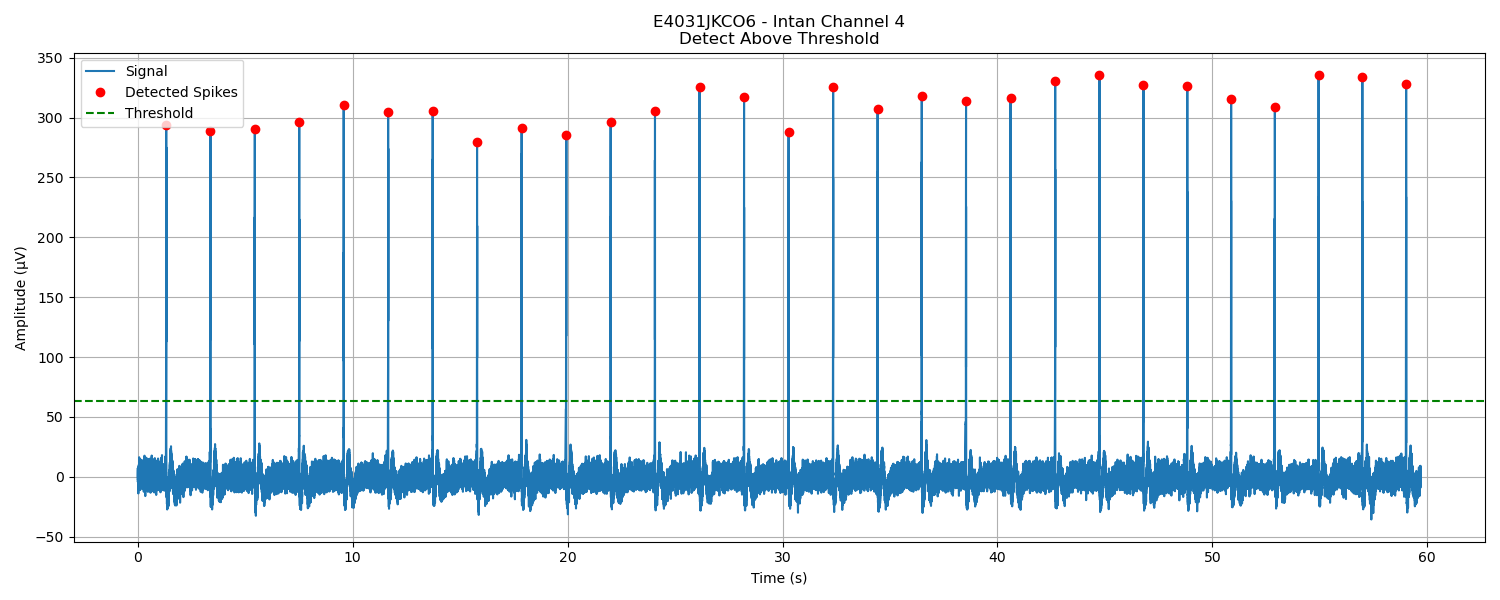 E4031JKCO6 - Intan Channel 4
Detect Above Threshold
Signal
Detected Spikes
Threshold
350
300
250
200
150
100
50
0
−50
Amplitude (μV)
0 10 20 30 40 50 60
Time (s)